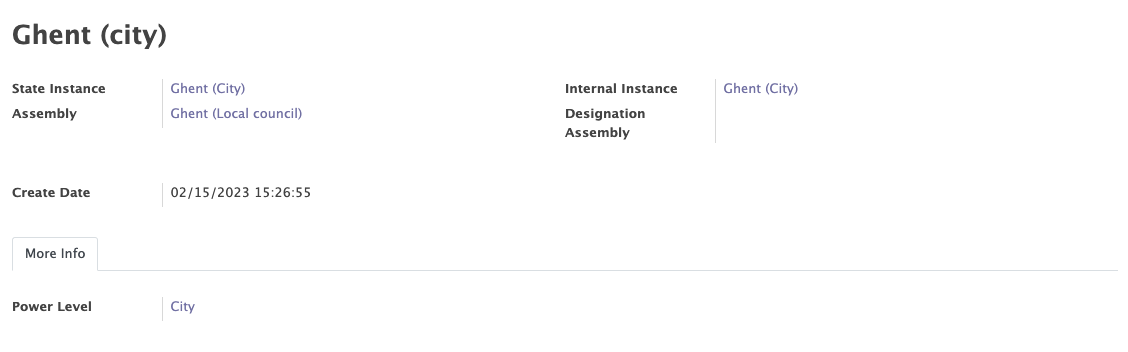 Ghent (city)
State Instance Ghent (City)
Assembly Ghent (Local council)
Internal Instance Ghent (City)
Designation
Assembly
Create Date 02/15/2023 15:26:55
More Info
Power Level City